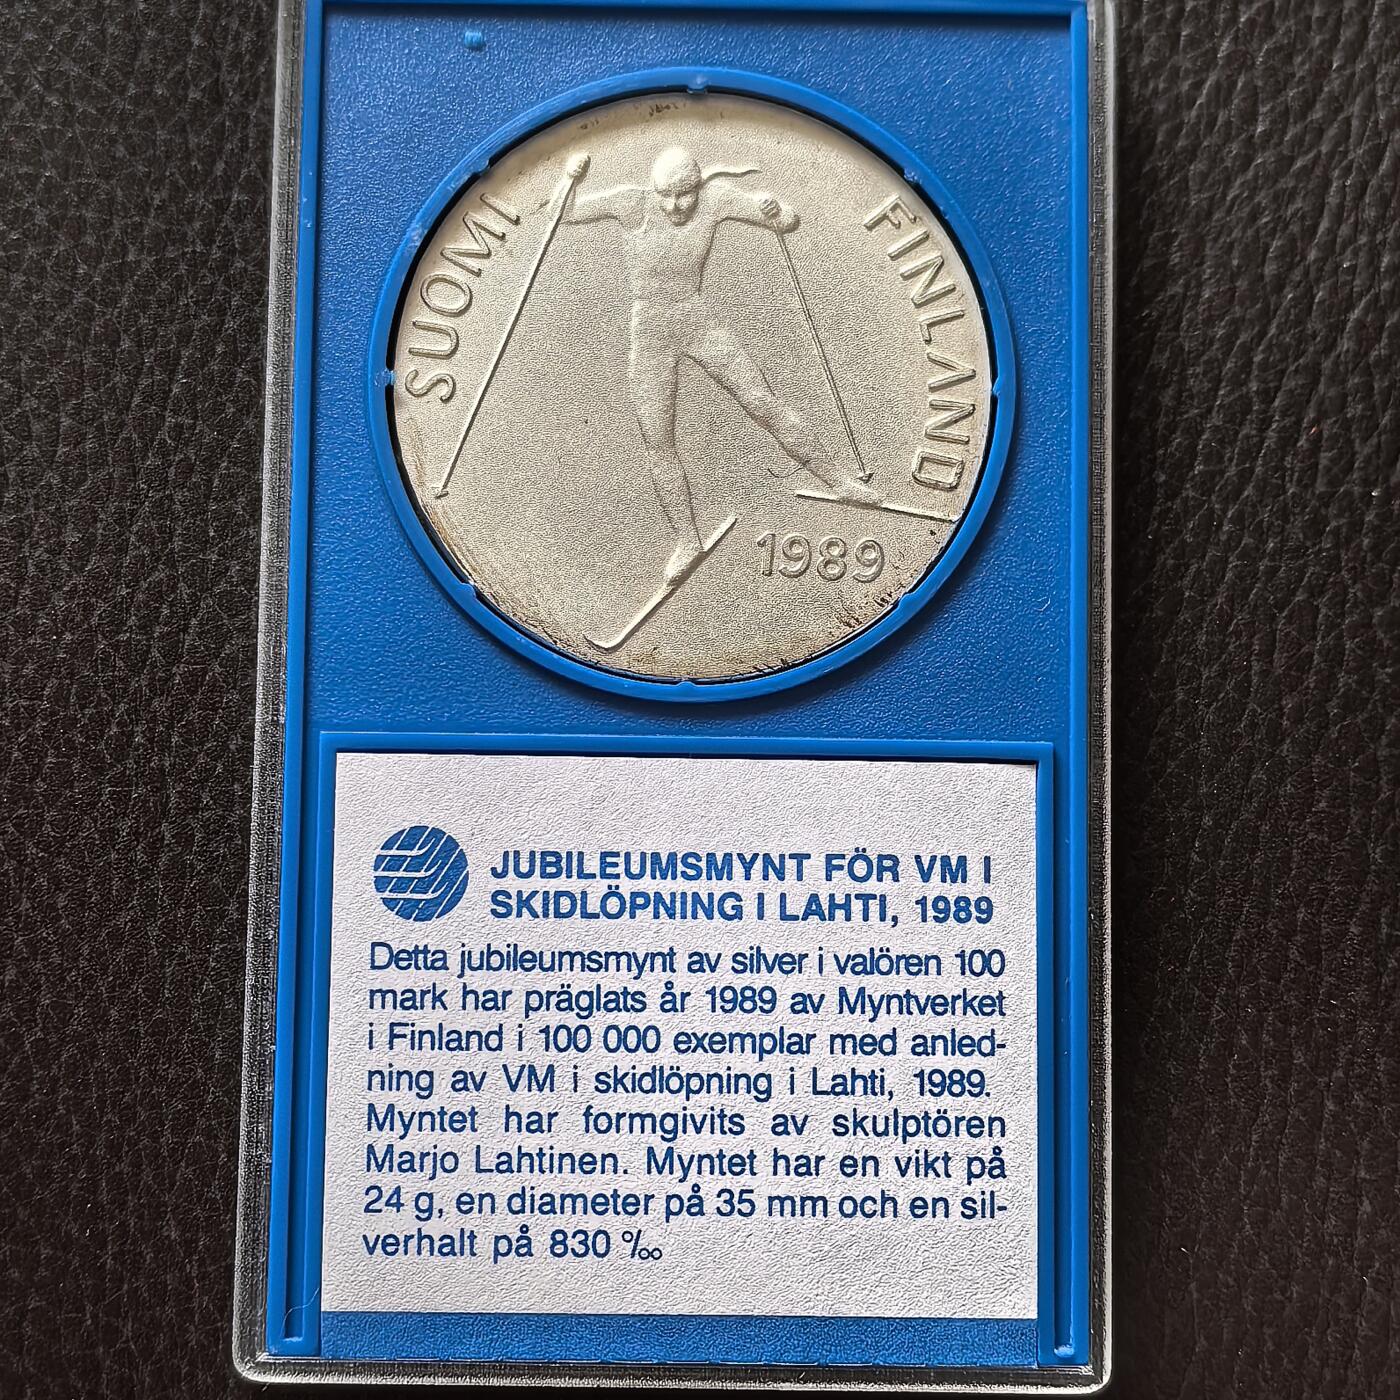 SUOMI
FINLAND
1989
JUBILEUMSMYNT FÖR VM I
SKIDLÖPNING I LAHTI, 1989
Detta jubileumsmynt av silver i valören 100
mark har präglats år 1989 av Myntverket
i Finland i 100 000 exemplar med anled-
ning av VM i skidlöpning i Lahti, 1989.
Myntet har formgivits av skulptören
Marjo Lahtinen. Myntet har en vikt på
24 g, en diameter på 35 mm och en sil-
verhalt på 830 ‰